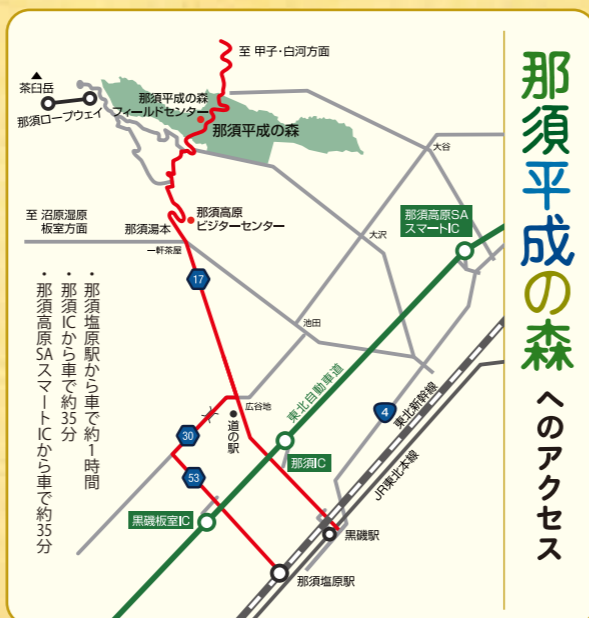 那須平成の森 へのアクセス
至 甲子・白河方面
茶臼岳
那須ロープウェイ
那須平成の森
フィールドセンター
那須平成の森
大谷
那須高原
ビジターセンター
那須高原SA
スマートIC
至 沼原湿原
板室方面
那須湯本
一軒茶屋
大沢
17
池田
広谷地
道の駅
東北自動車道
4
東北新幹線
JR東北本線
30
53
那須IC
黒磯板室IC
黒磯駅
那須塩原駅
・那須塩原駅から車で約1時間
・那須ICから車で約35分
・那須高原SAスマートICから車で約35分